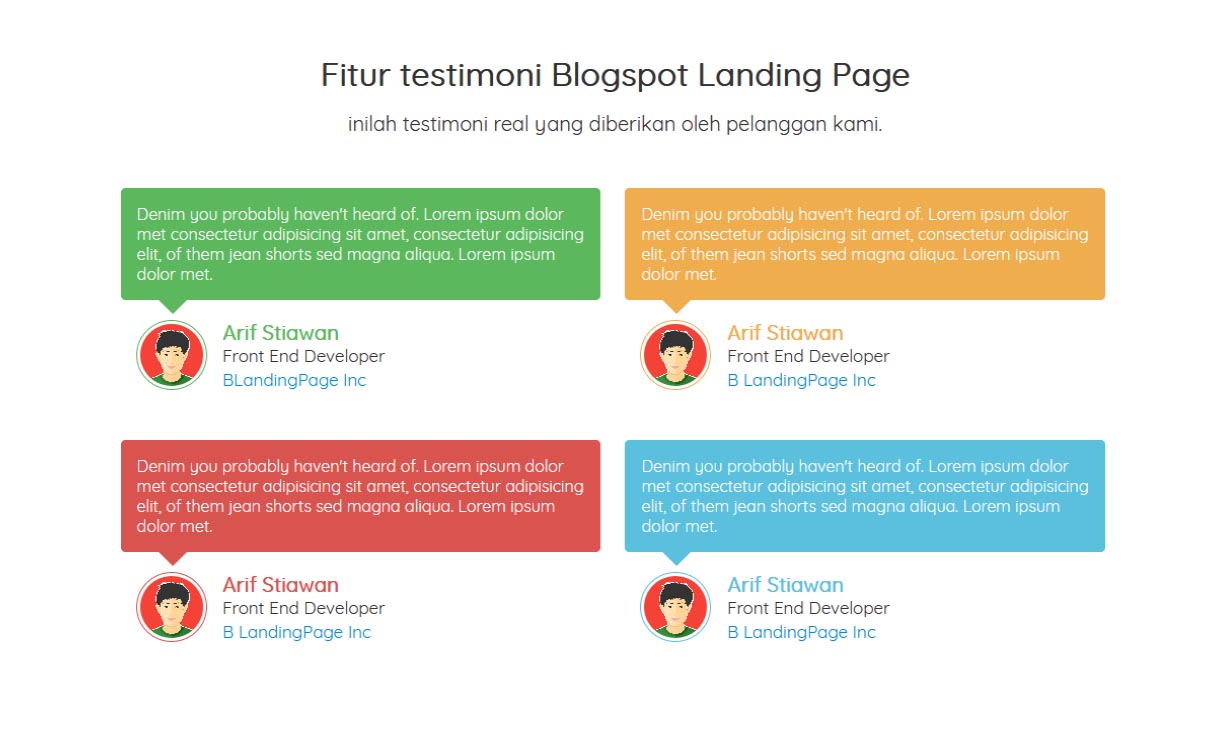 Fitur testimoni Blogspot Landing Page
inilah testimoni real yang diberikan oleh pelanggan kami.
Denim you probably haven't heard of. Lorem ipsum dolor
met consectetur adipisicing sit amet, consectetur adipisicing
elit, of them jean shorts sed magna aliqua. Lorem ipsum
dolor met.
Arif Stiawan
Front End Developer
BLandingPage Inc
Denim you probably haven't heard of. Lorem ipsum dolor
met consectetur adipisicing sit amet, consectetur adipisicing
elit, of them jean shorts sed magna aliqua. Lorem ipsum
dolor met.
Arif Stiawan
Front End Developer
B LandingPage Inc
Denim you probably haven't heard of. Lorem ipsum dolor
met consectetur adipisicing sit amet, consectetur adipisicing
elit, of them jean shorts sed magna aliqua. Lorem ipsum
dolor met.
Arif Stiawan
Front End Developer
B LandingPage Inc
Denim you probably haven't heard of. Lorem ipsum dolor
met consectetur adipisicing sit amet, consectetur adipisicing
elit, of them jean shorts sed magna aliqua. Lorem ipsum
dolor met.
Arif Stiawan
Front End Developer
B LandingPage Inc